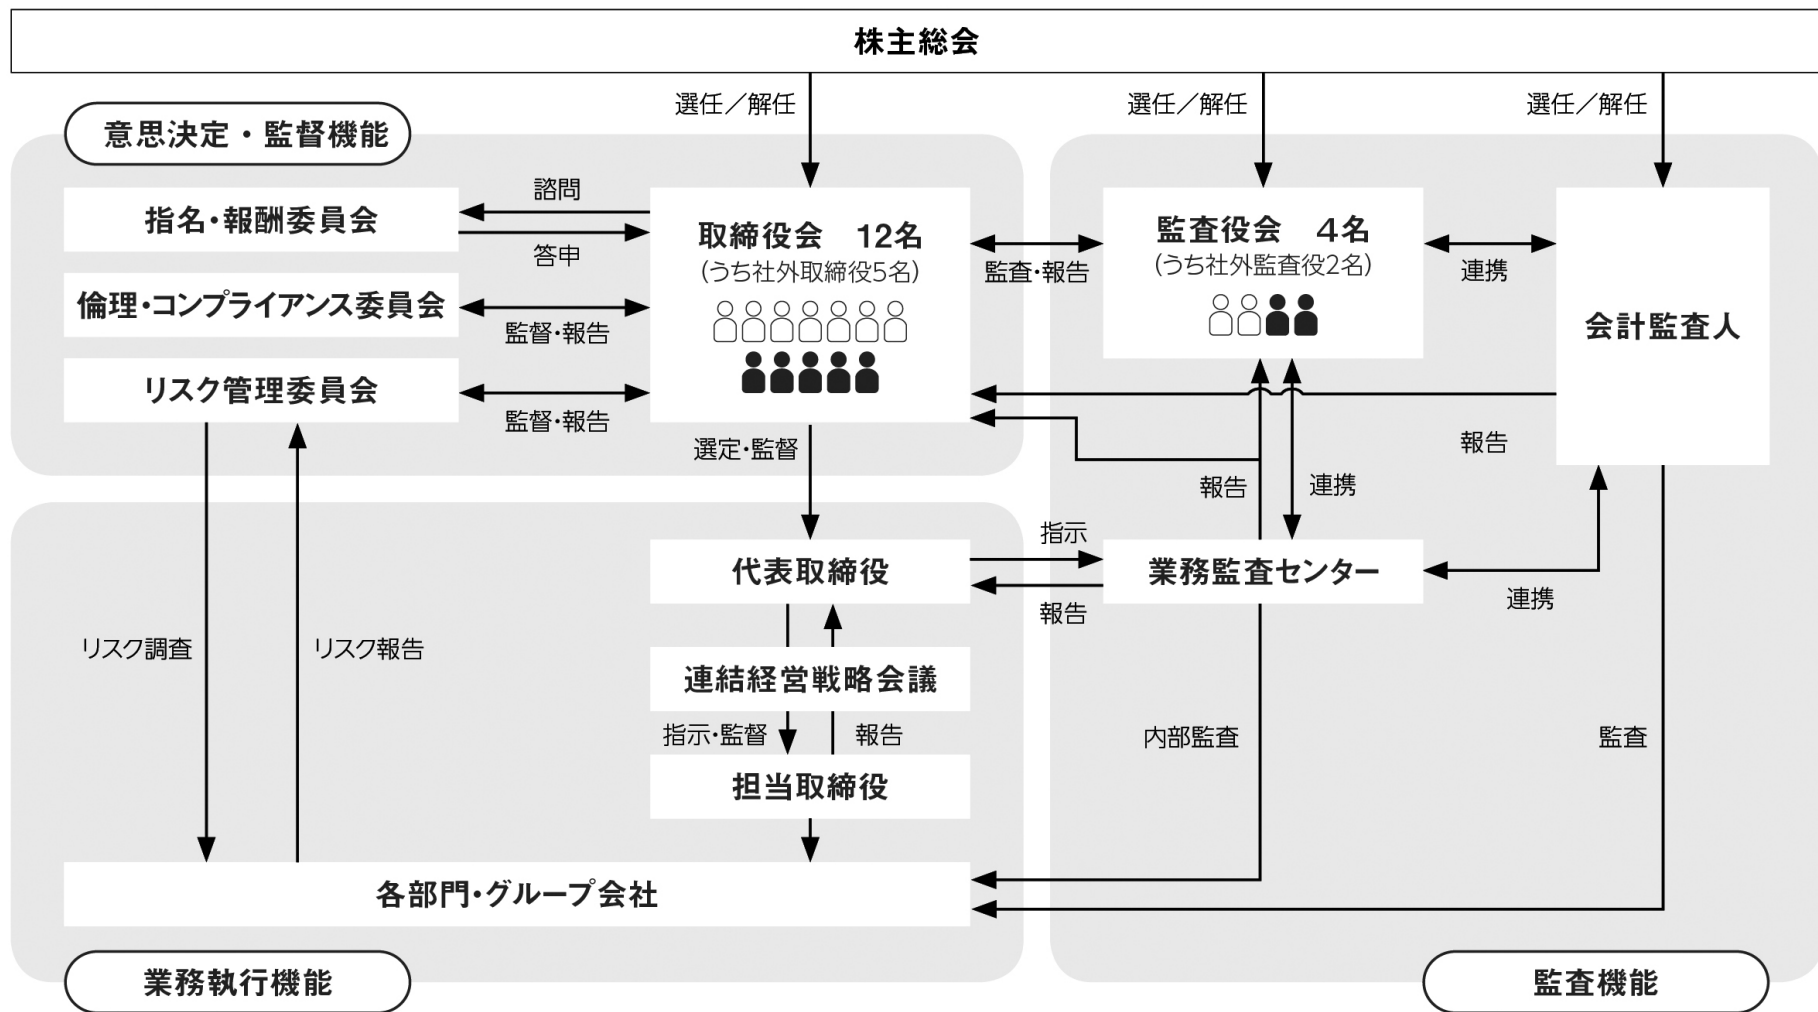 株主総会
選任／解任
選任／解任
選任／解任
意思決定・監督機能
指名・報酬委員会
諮問
答申
倫理・コンプライアンス委員会
監督・報告
リスク管理委員会
監督・報告
取締役会　12名
(うち社外取締役5名)
監査・報告
監査役会　4名
(うち社外監査役2名)
連携
会計監査人
選定・監督
報告
連携
報告
代表取締役
指示
報告
業務監査センター
連携
リスク調査
リスク報告
連結経営戦略会議
指示・監督
報告
担当取締役
内部監査
監査
各部門・グループ会社
業務執行機能
監査機能